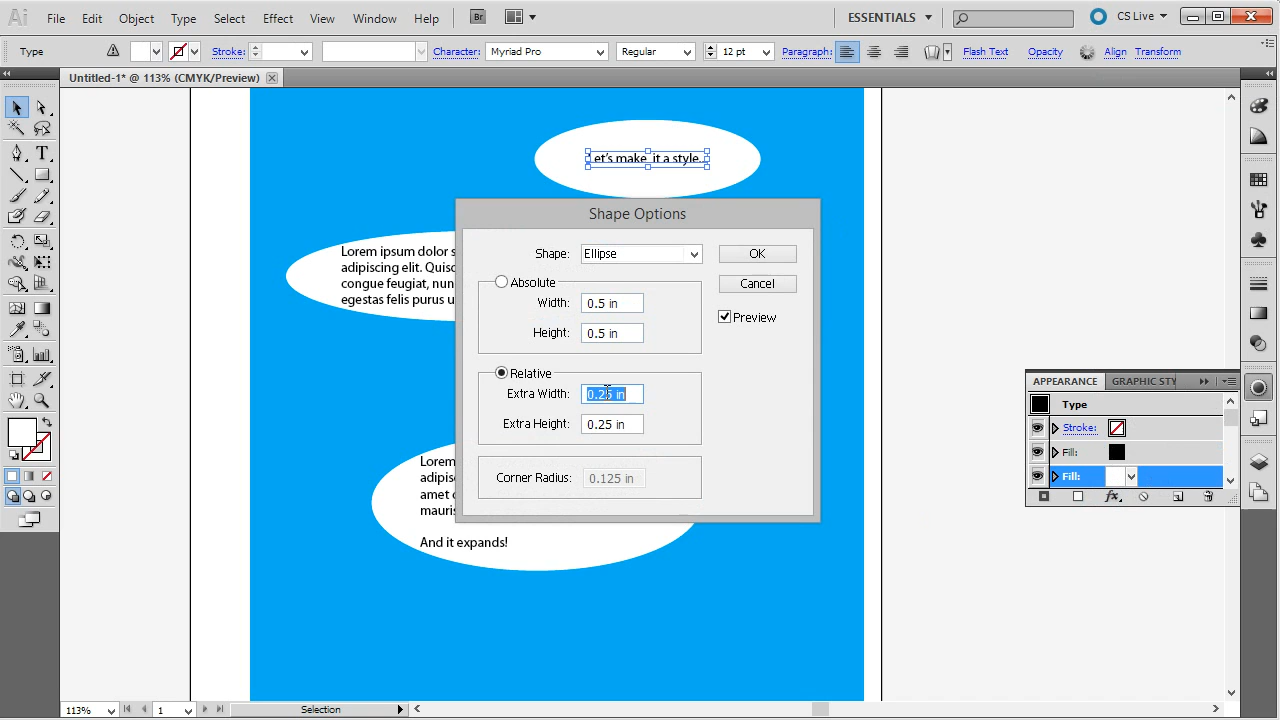 Ai File Edit Object Type Select Effect View Window Help Br ESSENTIALS CS Live
Type Stroke: Character: Myriad Pro Regular 12 pt Paragraph: Flash Text Opacity Align Transform
Untitled-1* @ 113% (CMYK/Preview)
Let's make it a style.
Shape Options
Shape: Ellipse OK
Absolute Cancel
Width: 0.5 in
Preview
Height: 0.5 in
Relative
Extra Width: 0.25 in
Extra Height: 0.25 in
Corner Radius: 0.125 in
Lorem ipsum dolor s
adipiscing elit. Quisq
congue feugiat, nun
egestas felis purus u
Lorem
adipis
amet c
mauris
And it expands!
APPEARANCE GRAPHIC STY
Type
Stroke:
Fill:
Fill:
fx
113% 1 Selection